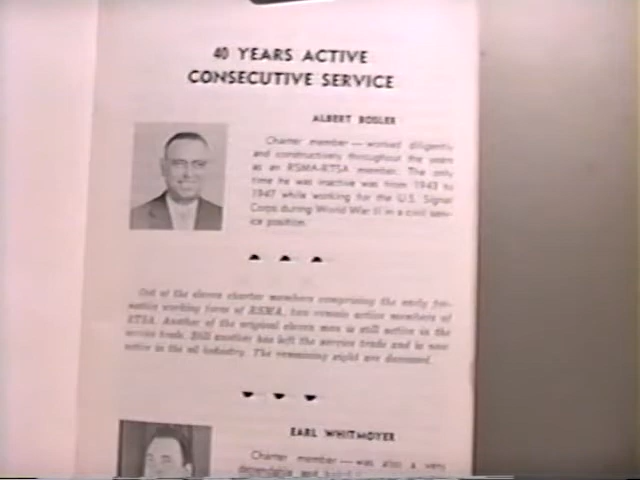 40 YEARS ACTIVE
CONSECUTIVE SERVICE
ALBERT BOSLER
Charter member — worked diligently
and constructively throughout the years
as an RSMA-RTSA member. The only
time he was inactive was from 1943 to
1947 while working for the U.S. Signal
Corps during World War II in a civil serv-
ice position.
Out of the eleven charter members comprising the early for-
mative working form of RSMA, two remain active members of
RTSA. Another of the original eleven men is still active in the
service trade. Still another has left the service trade and is now
active in the oil industry. The remaining eight are deceased.
EARL WHITMOYER
Charter member — was also a very
dependable and